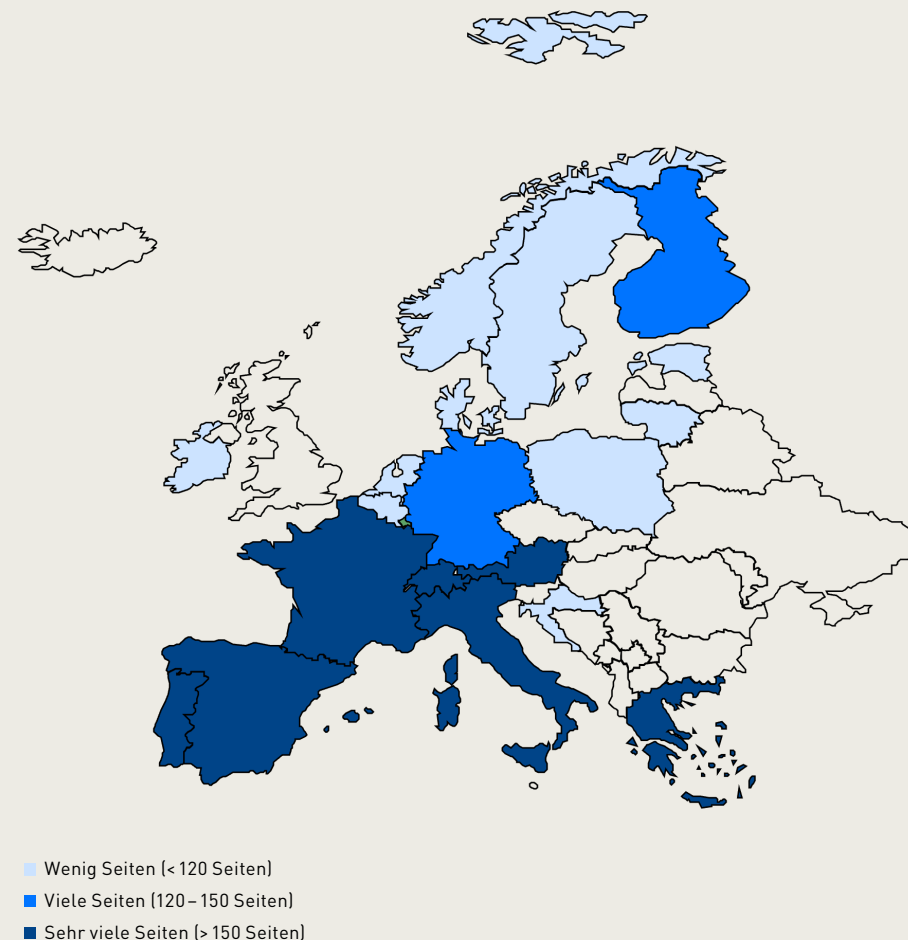 Wenig Seiten (< 120 Seiten)
Viele Seiten (120 – 150 Seiten)
Sehr viele Seiten (> 150 Seiten)